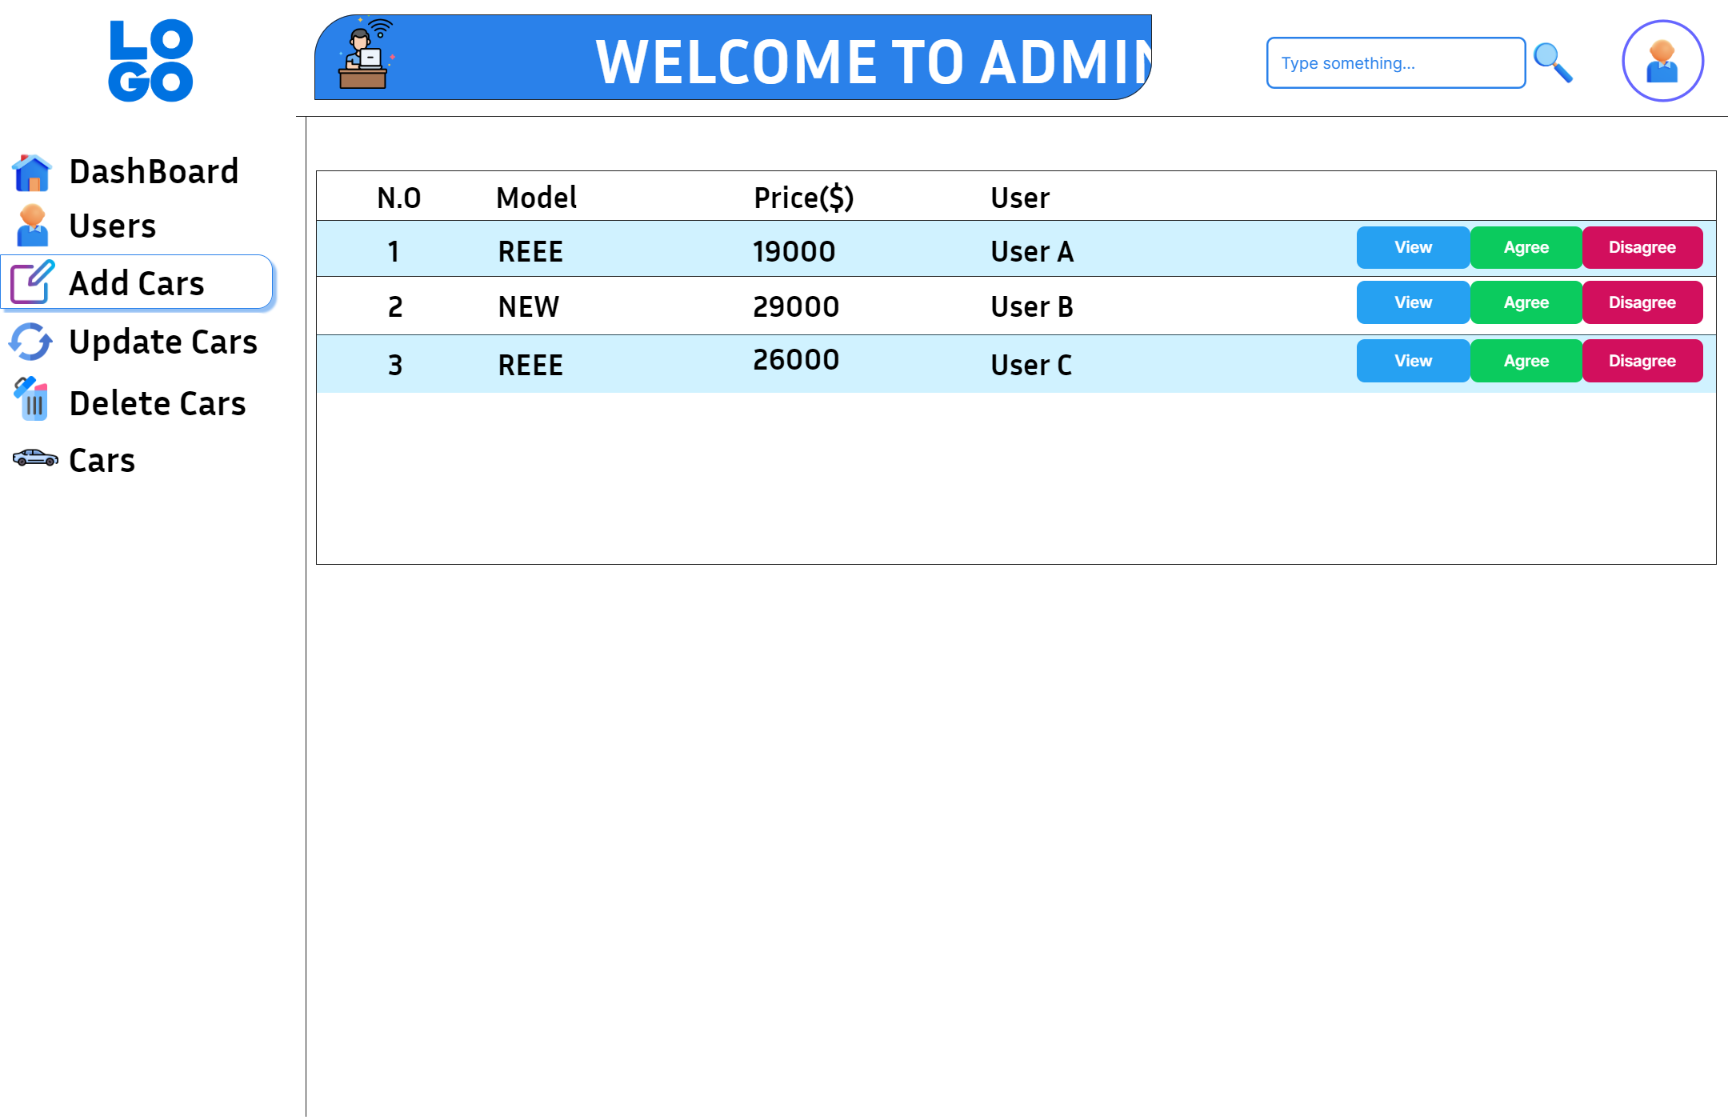 LO
GO
WELCOME TO ADMIN
Type something...
DashBoard
Users
Add Cars
Update Cars
Delete Cars
Cars
N.O Model Price($) User
1 REEE 19000 User A View Agree Disagree
2 NEW 29000 User B View Agree Disagree
3 REEE 26000 User C View Agree Disagree